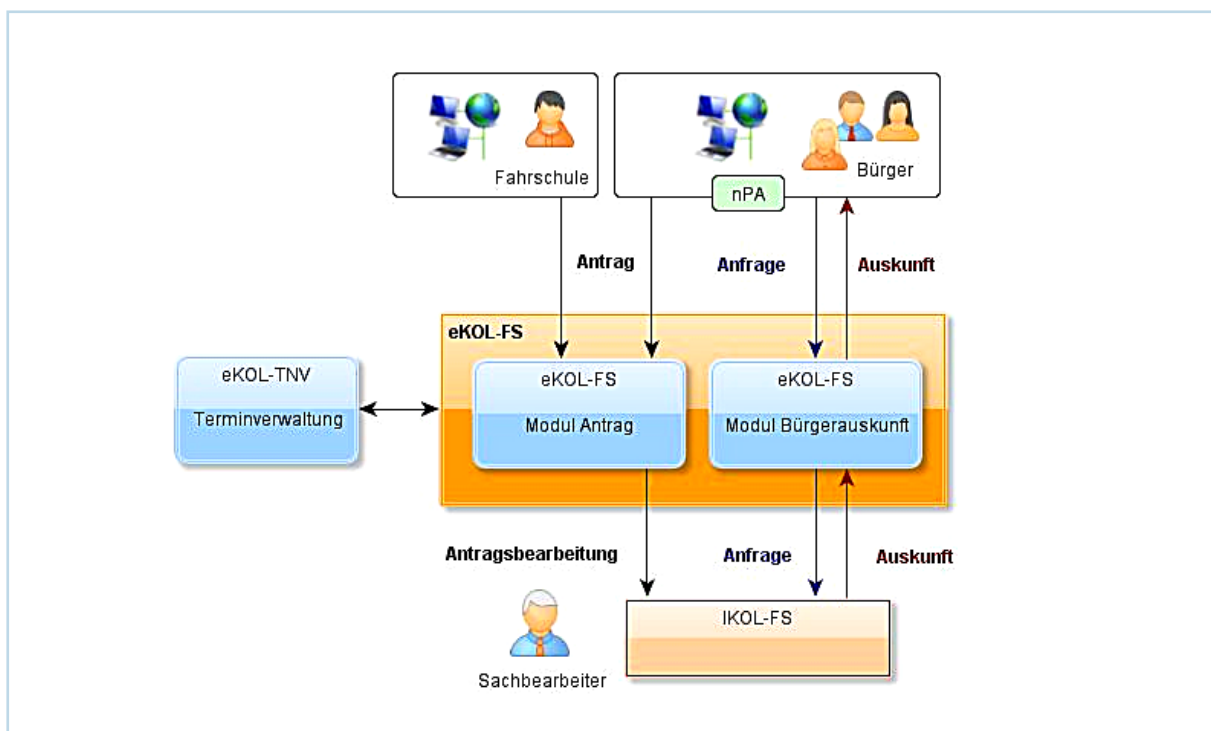 Fahrschule
Bürger
nPA
Antrag
Anfrage
Auskunft
eKOL-FS
eKOL-TNV
Terminverwaltung
eKOL-FS
Modul Antrag
eKOL-FS
Modul Bürgerauskunft
Antragsbearbeitung
Anfrage
Auskunft
IKOL-FS
Sachbearbeiter